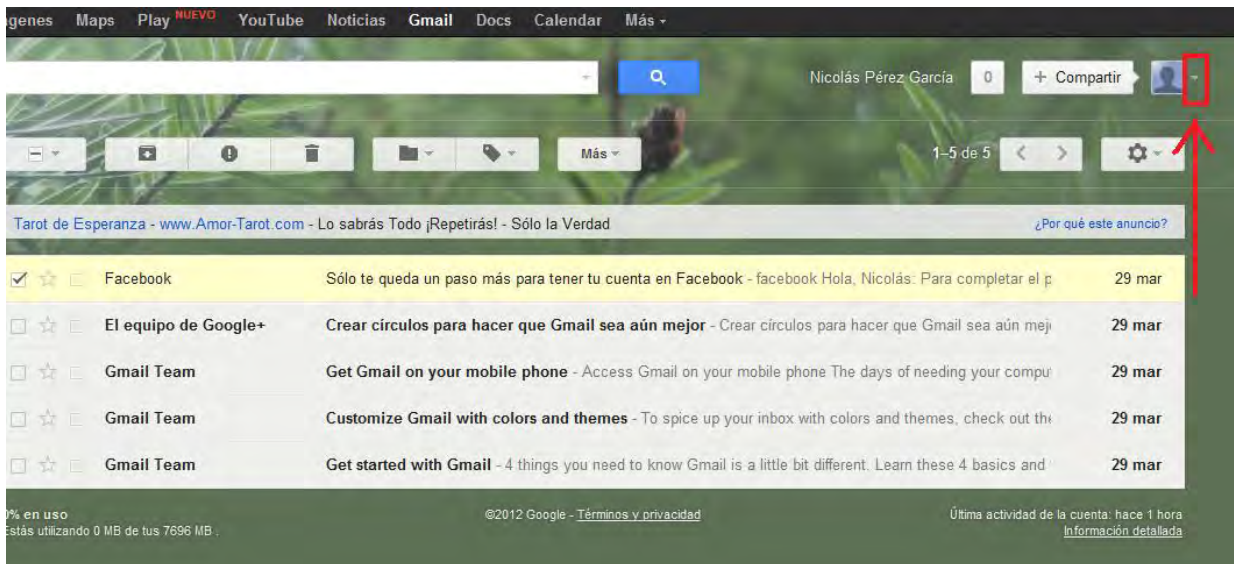 ágenes Maps Play NUEVO YouTube Noticias Gmail Docs Calendar Más
Nicolás Pérez García 0 + Compartir
Más 1–5 de 5
Tarot de Esperanza - www.Amor-Tarot.com - Lo sabrás Todo ¡Repetirás! - Sólo la Verdad ¿Por qué este anuncio?
Facebook Sólo te queda un paso más para tener tu cuenta en Facebook - facebook Hola, Nicolás: Para completar el p 29 mar
El equipo de Google+ Crear círculos para hacer que Gmail sea aún mejor - Crear círculos para hacer que Gmail sea aún mej 29 mar
Gmail Team Get Gmail on your mobile phone - Access Gmail on your mobile phone The days of needing your compu 29 mar
Gmail Team Customize Gmail with colors and themes - To spice up your inbox with colors and themes, check out the 29 mar
Gmail Team Get started with Gmail - 4 things you need to know Gmail is a little bit different. Learn these 4 basics and 29 mar
0% en uso ©2012 Google - Términos y privacidad Última actividad de la cuenta: hace 1 hora
Estás utilizando 0 MB de tus 7696 MB. Información detallada